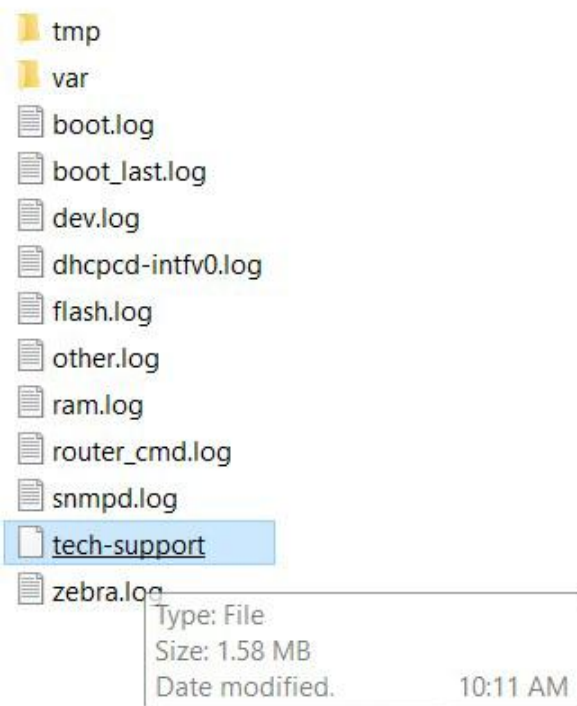 tmp
var
boot.log
boot_last.log
dev.log
dhcpcd-intfv0.log
flash.log
other.log
ram.log
router_cmd.log
snmpd.log
tech-support
zebra.log
Type: File
Size: 1.58 MB
Date modified. 10:11 AM